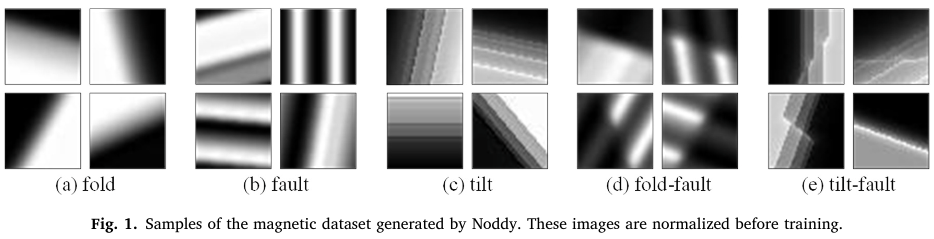 (a) fold (b) fault (c) tilt (d) fold-fault (e) tilt-fault
Fig. 1. Samples of the magnetic dataset generated by Noddy. These images are normalized before training.